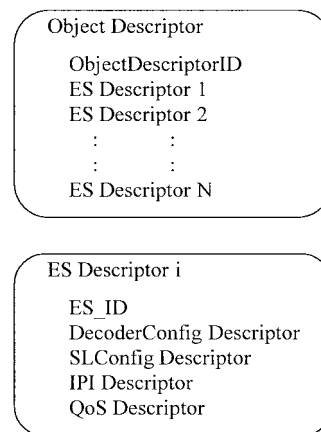 Object Descriptor
ObjectDescriptorID
ES Descriptor 1
ES Descriptor 2
: :
: :
ES Descriptor N
ES Descriptor i
ES_ID
DecoderConfig Descriptor
SLConfig Descriptor
IPI Descriptor
QoS Descriptor